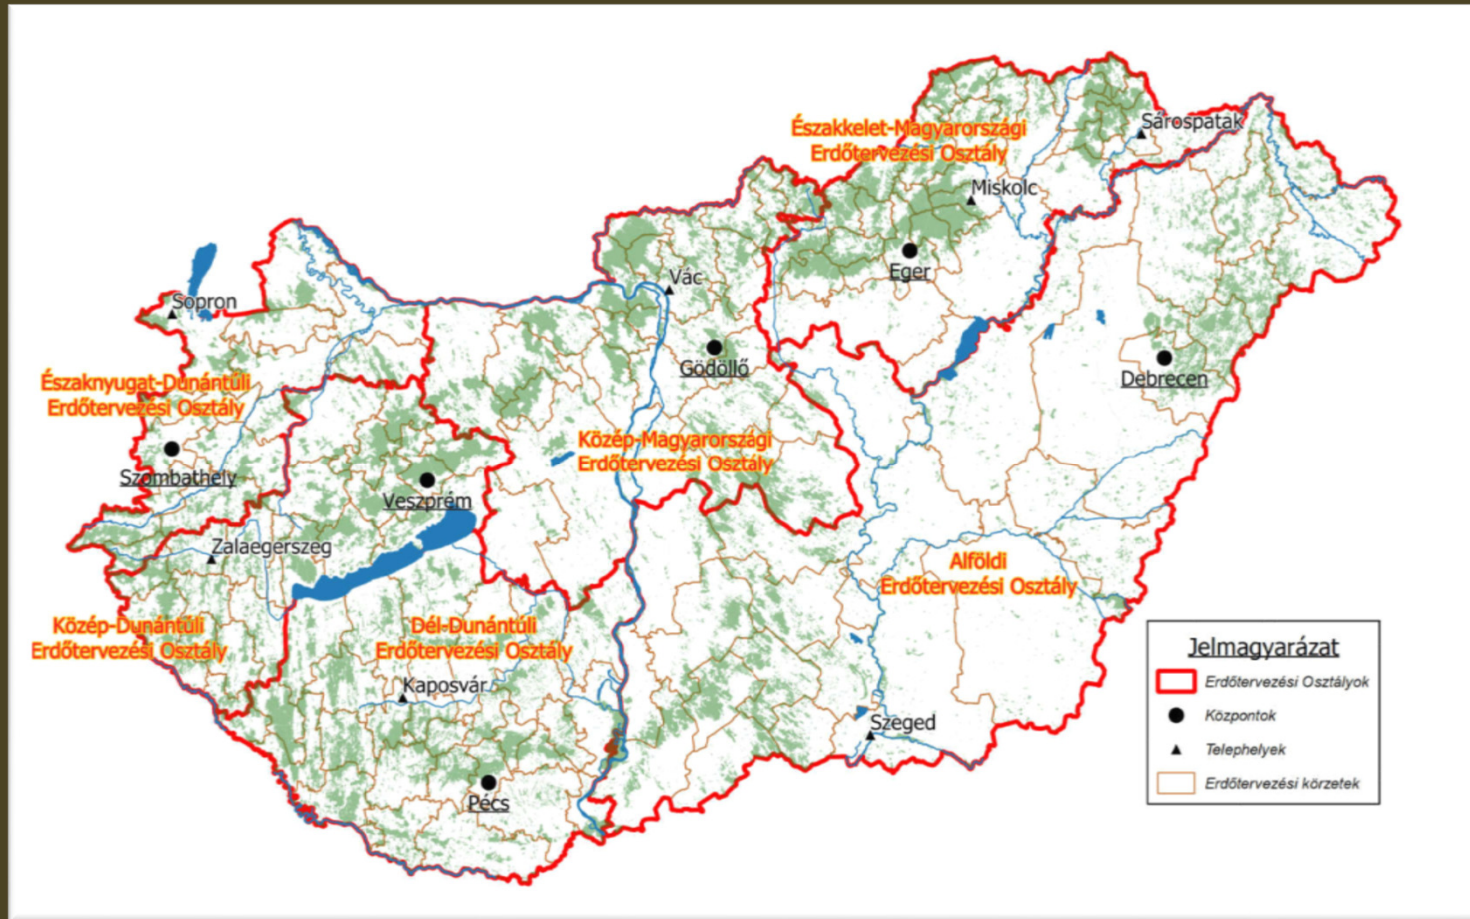 Északkelet-Magyarországi
Erdőtervezési Osztály
Sárospatak
Miskolc
Eger
Vác
Sopron
Gödöllő
Debrecen
Északnyugat-Dunántúli
Erdőtervezési Osztály
Közép-Magyarországi
Erdőtervezési Osztály
Szombathely
Veszprém
Zalaegerszeg
Alföldi
Erdőtervezési Osztály
Közép-Dunántúli
Erdőtervezési Osztály
Dél-Dunántúli
Erdőtervezési Osztály
Kaposvár
Szeged
Pécs
Jelmagyarázat
Erdőtervezési Osztályok
Központok
Telephelyek
Erdőtervezési körzetek